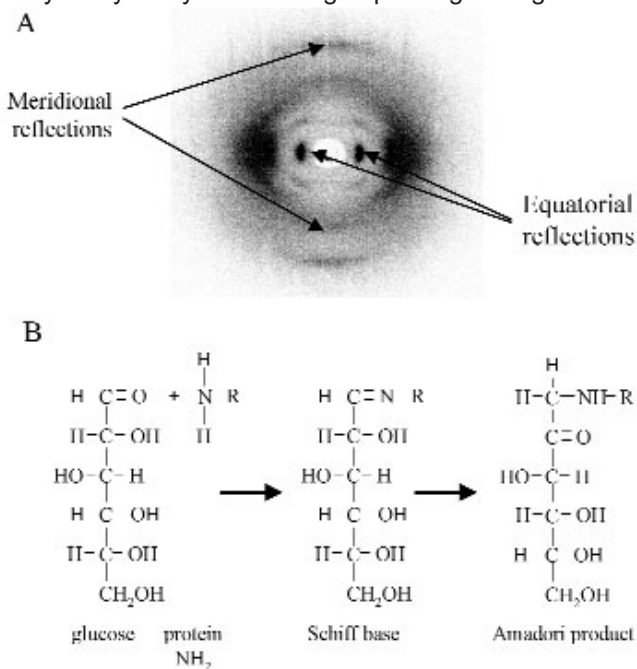 A
Meridional
reflections
Equatorial
reflections
B
H
H C=O + N R
H-C-OH H
HO-C-H
H C OH
H-C-OH
CH₂OH
glucose protein
NH₂
H C=N R
H-C-OH
HO-C-H
H C OH
H-C-OH
CH₂OH
Schiff base
H
H-C-NH-R
C=O
HO-C-H
H-C-OH
H C OH
CH₂OH
Amadori product